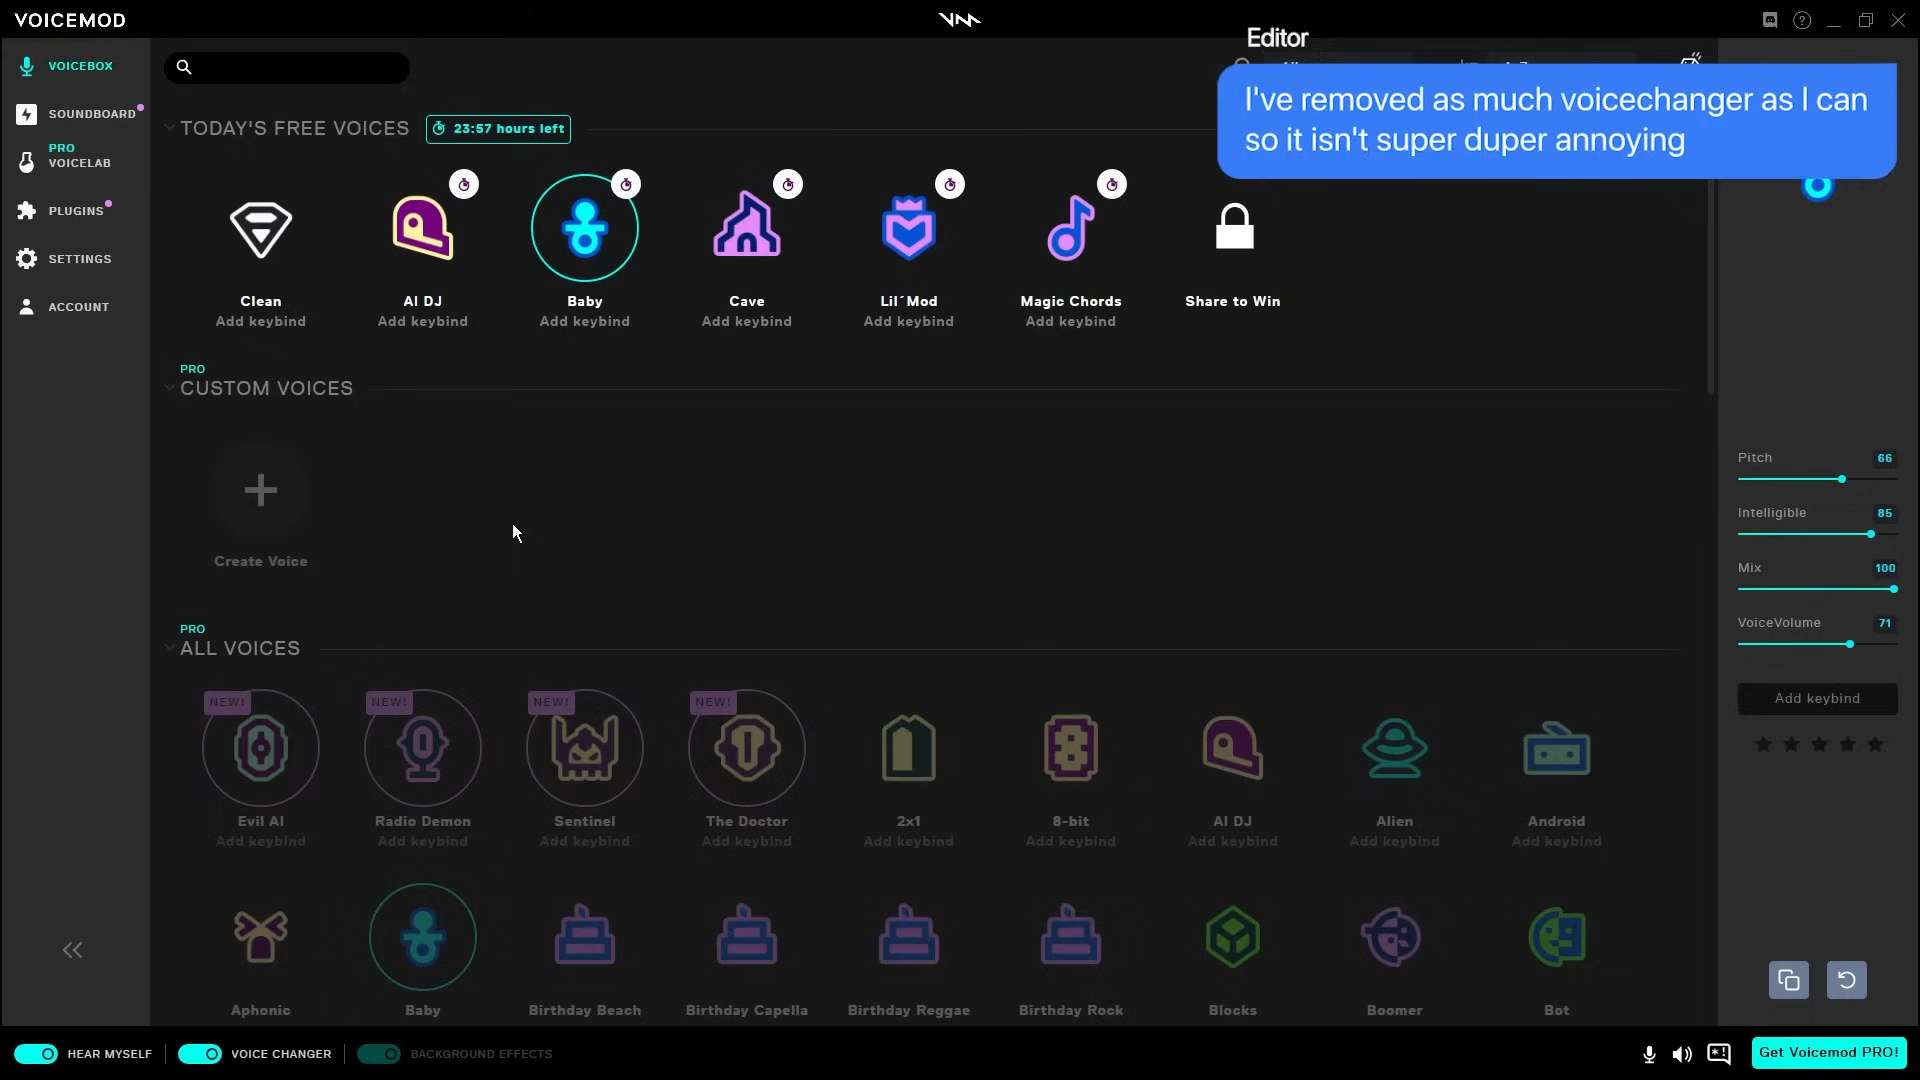 VOICEMOD
Editor
I've removed as much voicechanger as I can
so it isn't super duper annoying
VOICEBOX
SOUNDBOARD
PRO
VOICELAB
PLUGINS
SETTINGS
ACCOUNT
TODAY'S FREE VOICES
23:57 hours left
Clean
Add keybind
AI DJ
Add keybind
Baby
Add keybind
Cave
Add keybind
Lil´Mod
Add keybind
Magic Chords
Add keybind
Share to Win
PRO
CUSTOM VOICES
Create Voice
PRO
ALL VOICES
NEW!
NEW!
NEW!
NEW!
Evil AI
Add keybind
Radio Demon
Add keybind
Sentinel
Add keybind
The Doctor
Add keybind
2x1
Add keybind
8-bit
Add keybind
AI DJ
Add keybind
Alien
Add keybind
Android
Add keybind
Aphonic
Baby
Birthday Beach
Birthday Capella
Birthday Reggae
Birthday Rock
Blocks
Boomer
Bot
Pitch
66
Intelligible
85
Mix
100
VoiceVolume
71
Add keybind
HEAR MYSELF
VOICE CHANGER
BACKGROUND EFFECTS
Get Voicemod PRO!